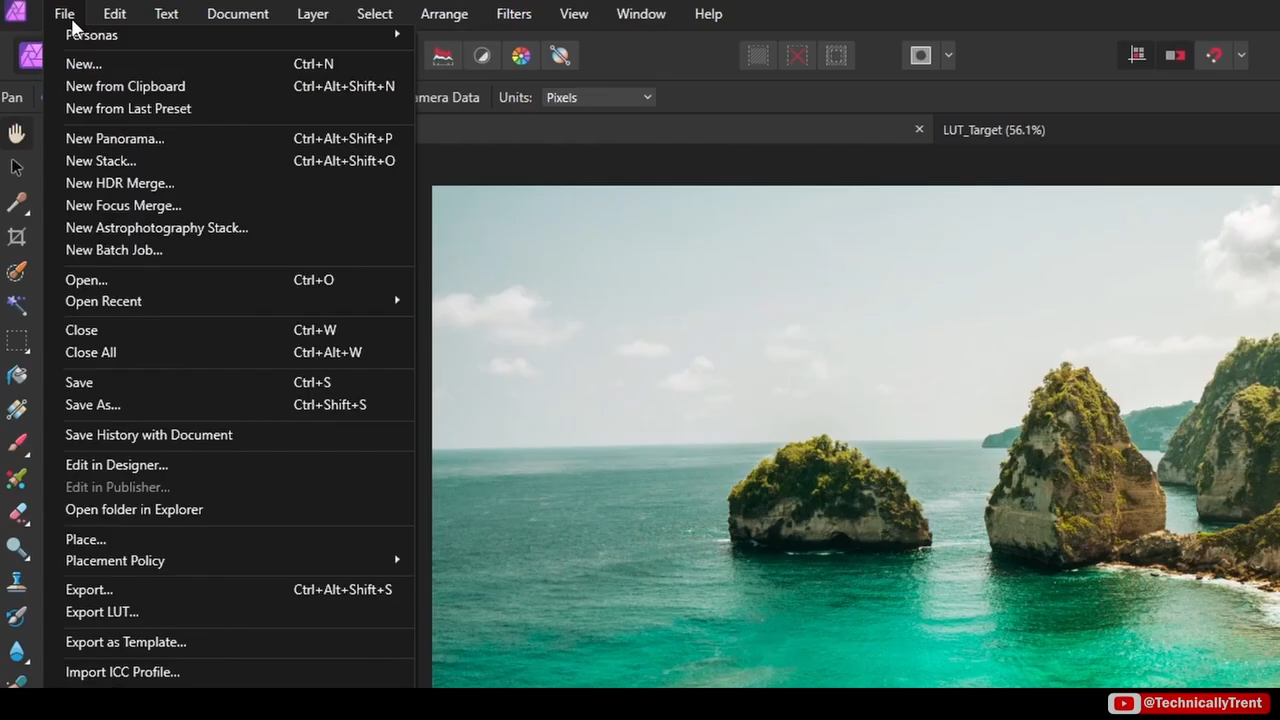 File Edit Text Document Layer Select Arrange Filters View Window Help
Personas
New... Ctrl+N
New from Clipboard Ctrl+Alt+Shift+N
New from Last Preset
New Panorama... Ctrl+Alt+Shift+P
New Stack... Ctrl+Alt+Shift+O
New HDR Merge...
New Focus Merge...
New Astrophotography Stack...
New Batch Job...
Open... Ctrl+O
Open Recent
Close Ctrl+W
Close All Ctrl+Alt+W
Save Ctrl+S
Save As... Ctrl+Shift+S
Save History with Document
Edit in Designer...
Edit in Publisher...
Open folder in Explorer
Place...
Placement Policy
Export... Ctrl+Alt+Shift+S
Export LUT...
Export as Template...
Import ICC Profile...
Pan
amera Data Units: Pixels
LUT_Target (56.1%)
@TechnicallyTrent